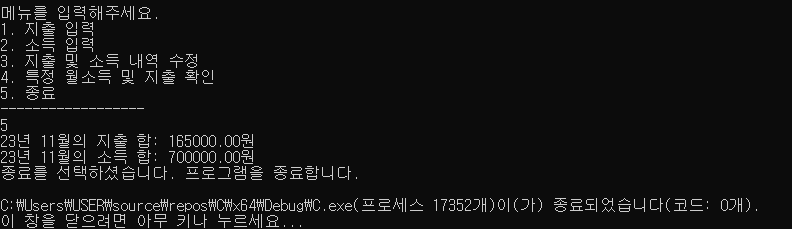 메뉴를 입력해주세요.
1. 지출 입력
2. 소득 입력
3. 지출 및 소득 내역 수정
4. 특정 월소득 및 지출 확인
5. 종료
------------------
5
23년 11월의 지출 합: 165000.00원
23년 11월의 소득 합: 700000.00원
종료를 선택하셨습니다. 프로그램을 종료합니다.
C:₩Users₩USER₩source₩repos₩C₩x64₩Debug₩C.exe(프로세스 17352개)이(가) 종료되었습니다(코드: 0개).
이 창을 닫으려면 아무 키나 누르세요...